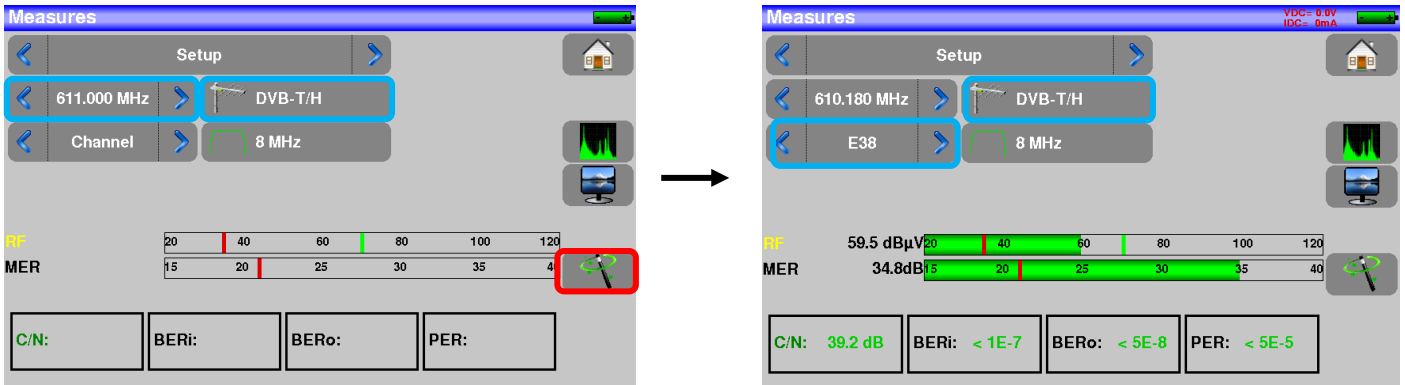 Measures
Setup
611.000 MHz DVB-T/H
Channel 8 MHz
RF 20 40 60 80 100 120
MER 15 20 25 30 35 40
C/N: BERi: BERo: PER:
Measures VDC= 0.0V
IDC= 0mA
Setup
610.180 MHz DVB-T/H
E38 8 MHz
RF 59.5 dBµV 20 40 60 80 100 120
MER 34.8dB 15 20 25 30 35 40
C/N: 39.2 dB BERi: < 1E-7 BERo: < 5E-8 PER: < 5E-5